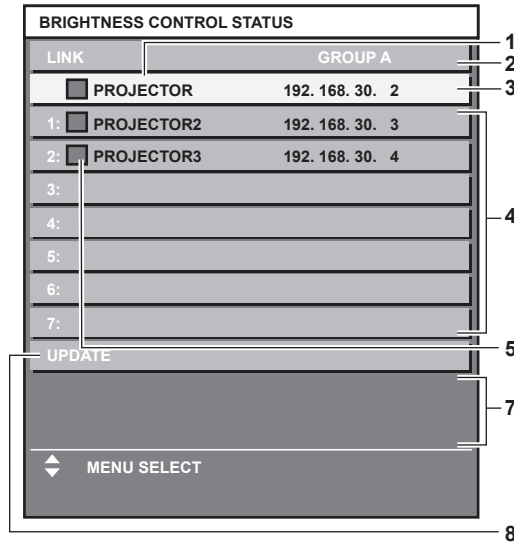 BRIGHTNESS CONTROL STATUS
1
LINK GROUP A
2
PROJECTOR 192. 168. 30. 2
3
1: PROJECTOR2 192. 168. 30. 3
2: PROJECTOR3 192. 168. 30. 4
3:
4
4:
5:
6:
7:
5
UPDATE
7
MENU SELECT
8